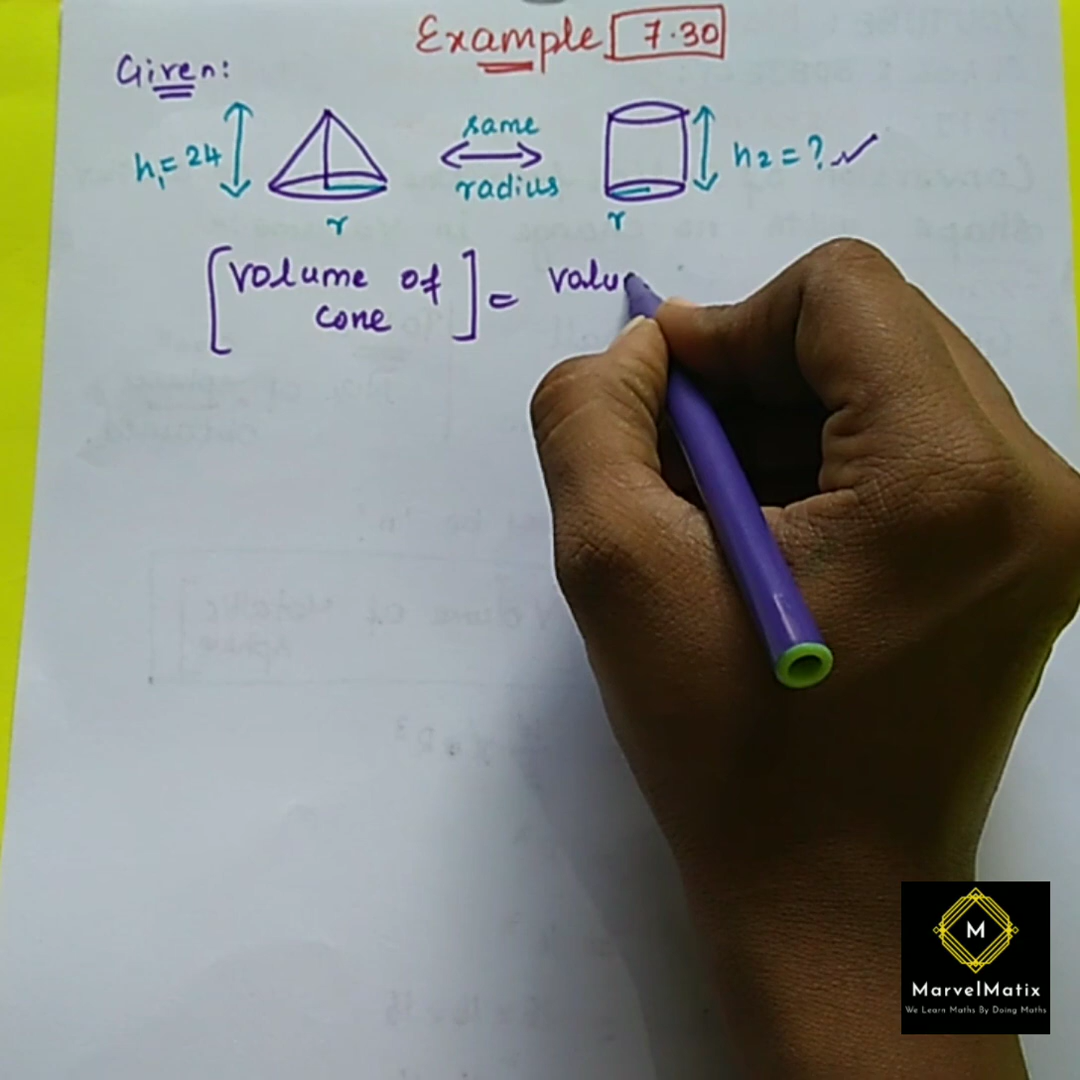 Example 7.30
Given:
h₁ = 24
same
radius
h2 = ? ✓
r
r
[volume of cone] = valu
M
MarvelMatix
We Learn Maths By Doing Maths